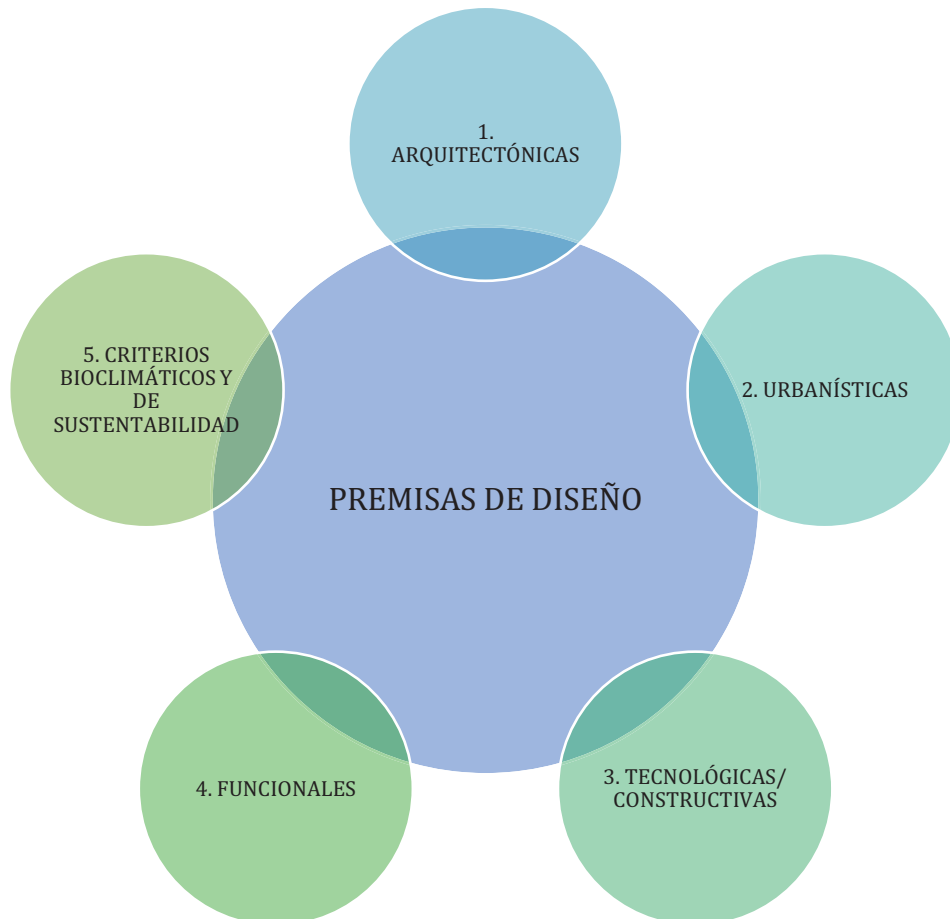 1.
ARQUITECTÓNICAS
2. URBANÍSTICAS
3. TECNOLÓGICAS/
CONSTRUCTIVAS
4. FUNCIONALES
5. CRITERIOS
BIOCLIMÁTICOS Y
DE
SUSTENTABILIDAD
PREMISAS DE DISEÑO